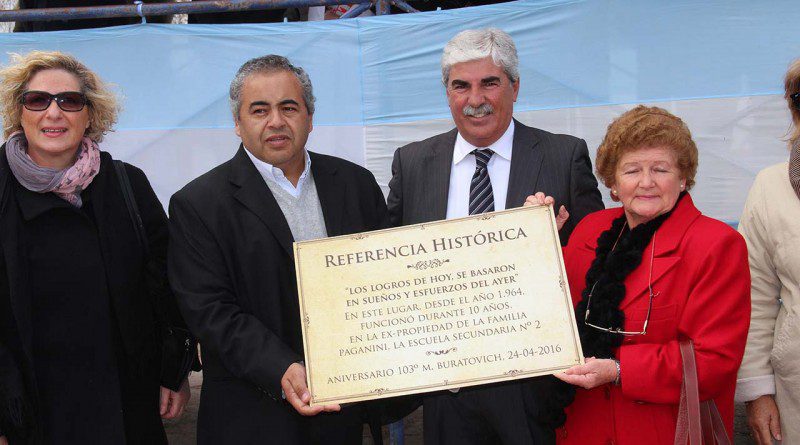 REFERENCIA HISTÓRICA
"LOS LOGROS DE HOY, SE BASARON
EN SUEÑOS Y ESFUERZOS DEL AYER"
EN ESTE LUGAR, DESDE EL AÑO 1.964,
FUNCIONÓ DURANTE 10 AÑOS,
EN LA EX-PROPIEDAD DE LA FAMILIA
PAGANINI, LA ESCUELA SECUNDARIA Nº 2
ANIVERSARIO 103º M. BURATOVICH, 24-04-2016